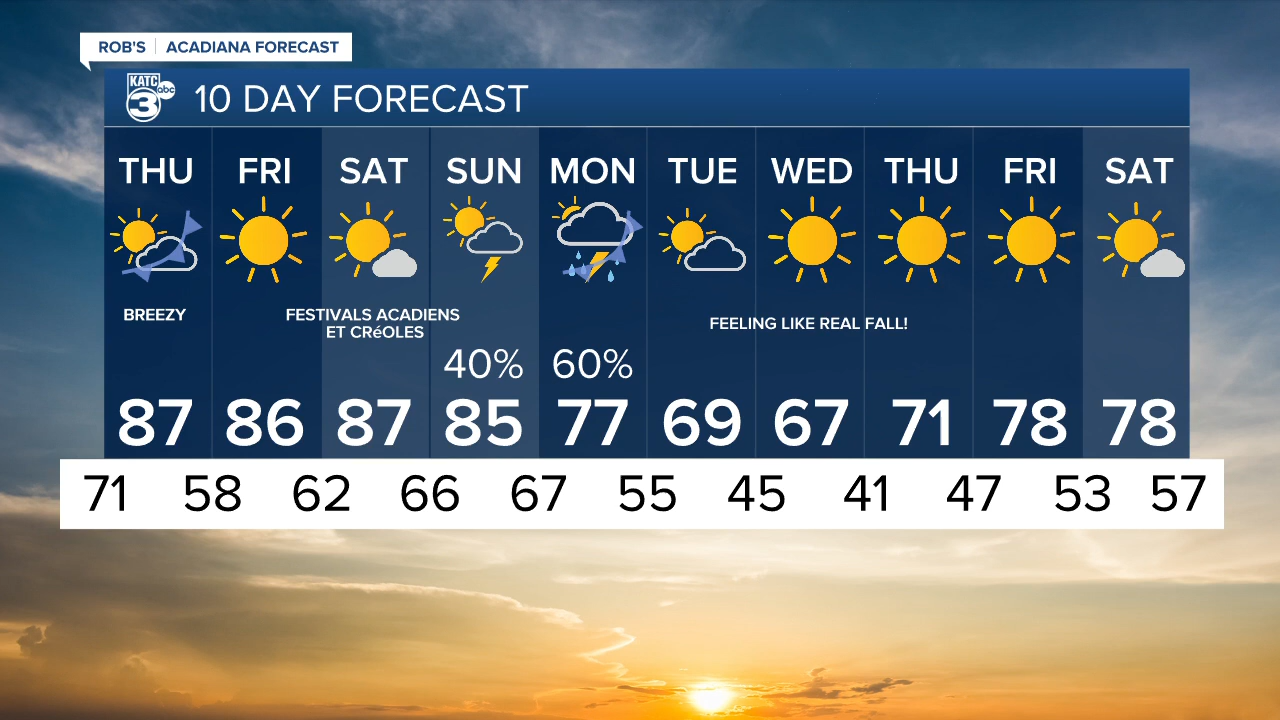 ROB'S | ACADIANA FORECAST
KATC
abc
3
10 DAY FORECAST
THU FRI SAT SUN MON TUE WED THU FRI SAT
BREEZY
FESTIVALS ACADIENS
ET CRéOLES
FEELING LIKE REAL FALL!
40% 60%
87 86 87 85 77 69 67 71 78 78
71 58 62 66 67 55 45 41 47 53 57